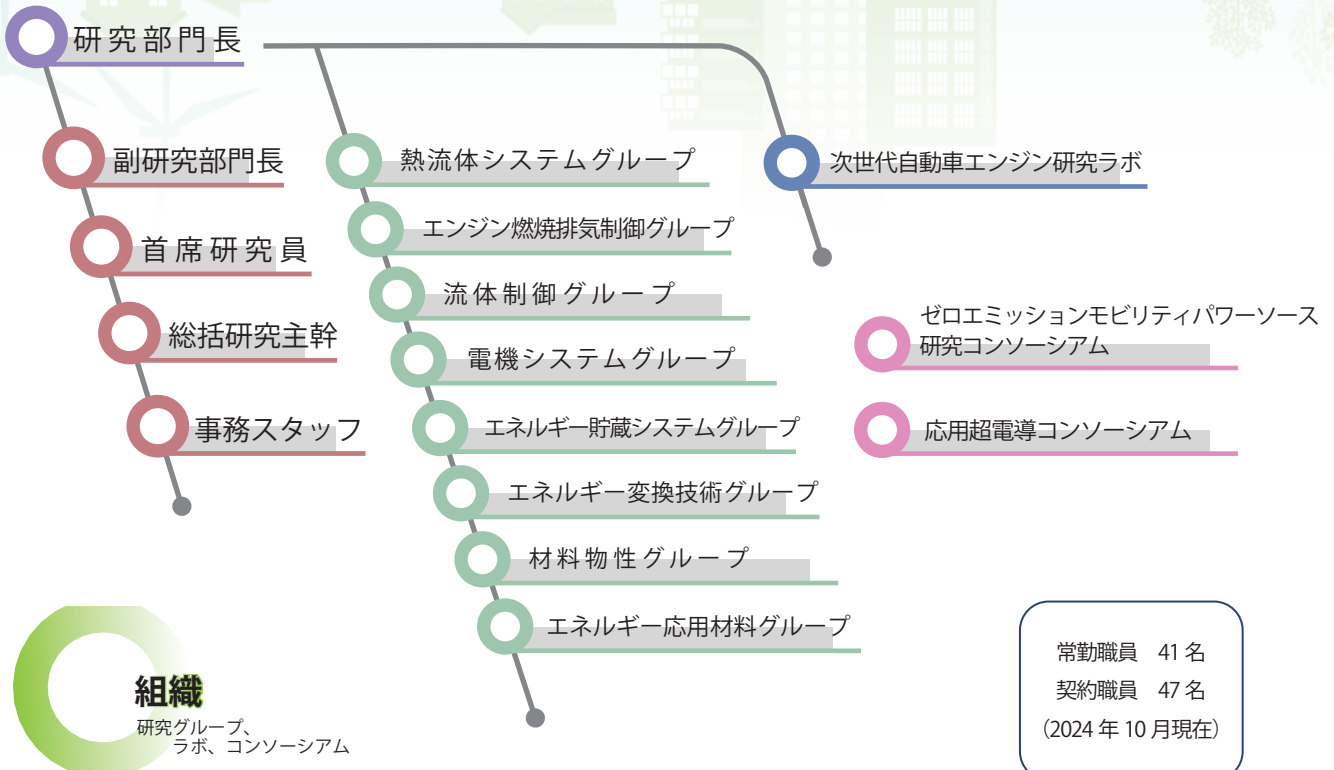 研究部門長
副研究部門長
首席研究員
総括研究主幹
事務スタッフ
熱流体システムグループ
エンジン燃焼排気制御グループ
流体制御グループ
電機システムグループ
エネルギー貯蔵システムグループ
エネルギー変換技術グループ
材料物性グループ
エネルギー応用材料グループ
次世代自動車エンジン研究ラボ
ゼロエミッションモビリティパワーソース
研究コンソーシアム
応用超電導コンソーシアム
組織
研究グループ、
ラボ、コンソーシアム
常勤職員 41 名
契約職員 47 名
（2024 年 10 月現在）